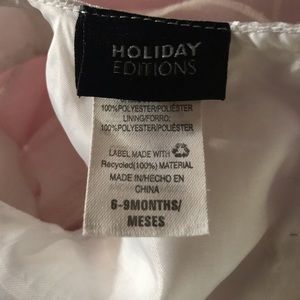 HOLIDAY
EDITIONS
100%POLYESTER/POLIÉSTER
LINING/FORRO:
100%POLYESTER/POLIÉSTER
LABEL MADE WITH
Recycled(100%) MATERIAL
MADE IN/HECHO EN
CHINA
6-9MONTHS/
MESES